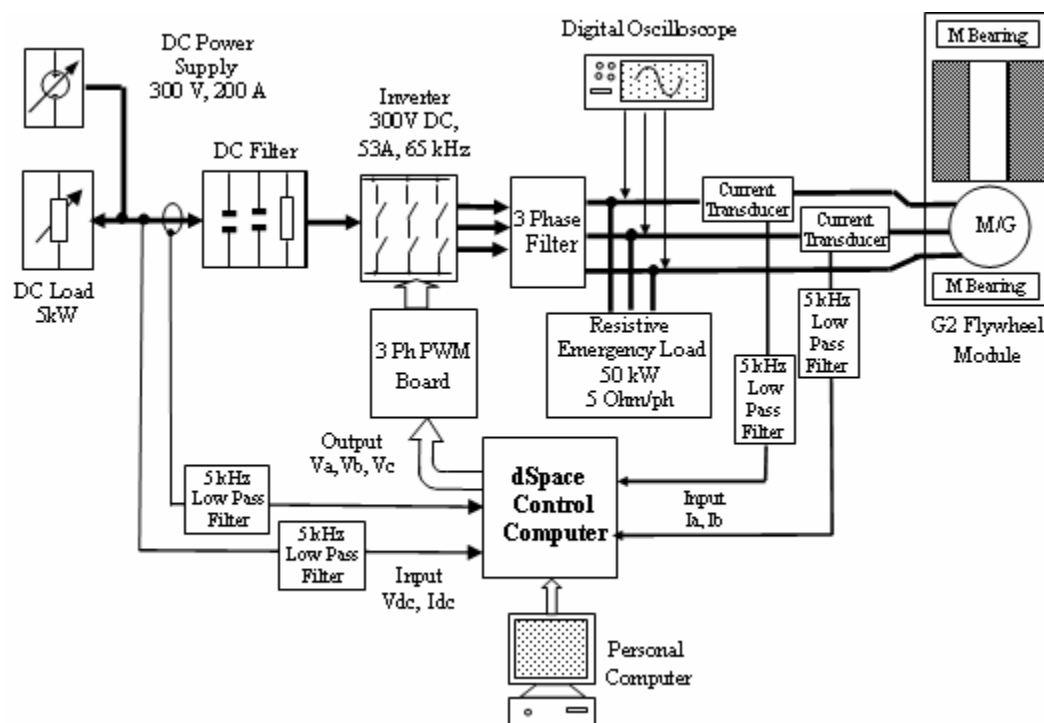 DC Power
Supply
300 V, 200 A
Digital Oscilloscope
M Bearing
Inverter
300V DC,
53A, 65 kHz
DC Filter
3 Phase
Filter
Current
Transducer
Current
Transducer
M/G
M Bearing
G2 Flywheel
Module
DC Load
5kW
3 Ph PWM
Board
Resistive
Emergency Load
50 kW
5 Ohm/ph
5 kHz
Low
Pass
Filter
5 kHz
Low
Pass
Filter
Output
Va, Vb, Vc
dSpace
Control
Computer
Input
Ia, Ib
5 kHz
Low Pass
Filter
5 kHz
Low Pass
Filter
Input
Vdc, Idc
Personal
Computer